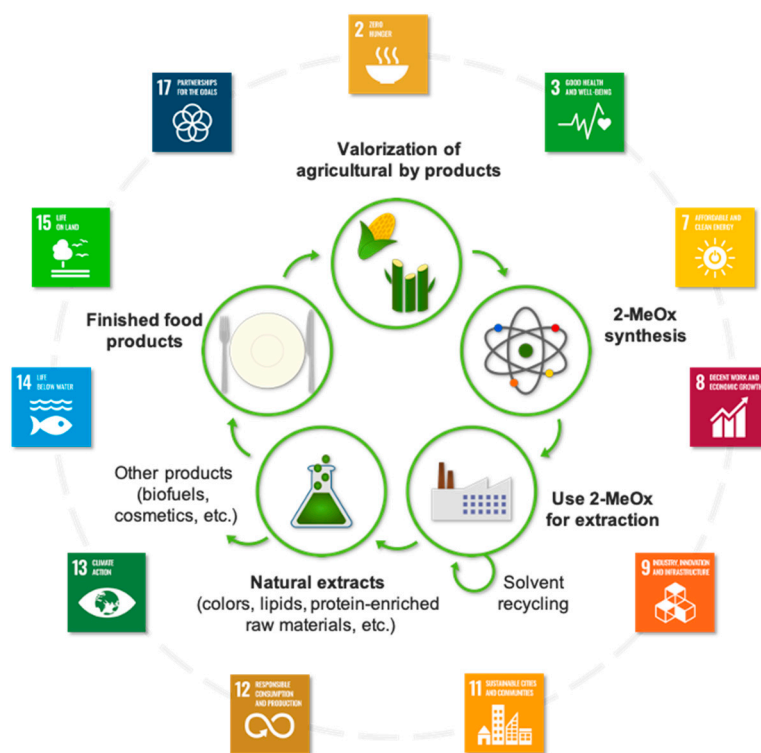 2 ZERO
HUNGER
17 PARTNERSHIPS
FOR THE GOALS
3 GOOD HEALTH
AND WELL-BEING
Valorization of
agricultural by products
15 LIFE
ON LAND
7 AFFORDABLE AND
CLEAN ENERGY
Finished food
products
2-MeOx
synthesis
14 LIFE
BELOW WATER
8 DECENT WORK AND
ECONOMIC GROWTH
Other products
(biofuels,
cosmetics, etc.)
Use 2-MeOx
for extraction
13 CLIMATE
ACTION
Natural extracts
(colors, lipids, protein-enriched
raw materials, etc.)
Solvent
recycling
9 INDUSTRY, INNOVATION
AND INFRASTRUCTURE
12 RESPONSIBLE
CONSUMPTION
AND PRODUCTION
11 SUSTAINABLE CITIES
AND COMMUNITIES